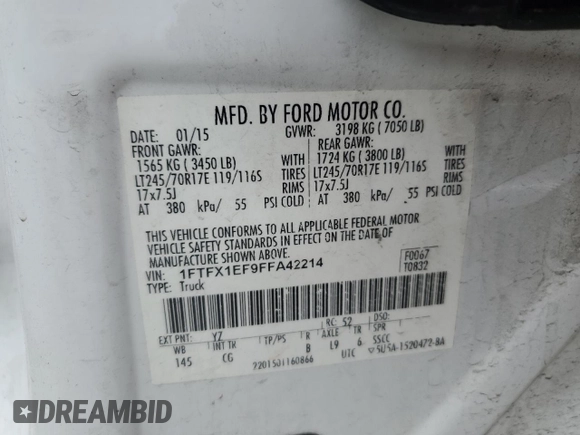 MFD. BY FORD MOTOR CO.
DATE: 01/15 GVWR: 3198 KG ( 7050 LB)
FRONT GAWR: REAR GAWR:
1565 KG ( 3450 LB) WITH 1724 KG ( 3800 LB) WITH
LT245/70R17E 119/116S TIRES LT245/70R17E 119/116S TIRES
17x7.5J RIMS 17x7.5J RIMS
AT 380 kPa/ 55 PSI COLD AT 380 kPa/ 55 PSI COLD
THIS VEHICLE CONFORMS TO ALL APPLICABLE FEDERAL MOTOR
VEHICLE SAFETY STANDARDS IN EFFECT ON THE DATE OF
MANUFACTURE SHOWN ABOVE.
VIN: 1FTFX1EF9FFA42214 F0067
TYPE: Truck T0832
EXT PNT: YZ RC: 52 DSO:
WB INT TR TP/PS R AXLE TR SPR
145 CG B L9 6 SSCC
2201501160866 UTC
DREAMBID